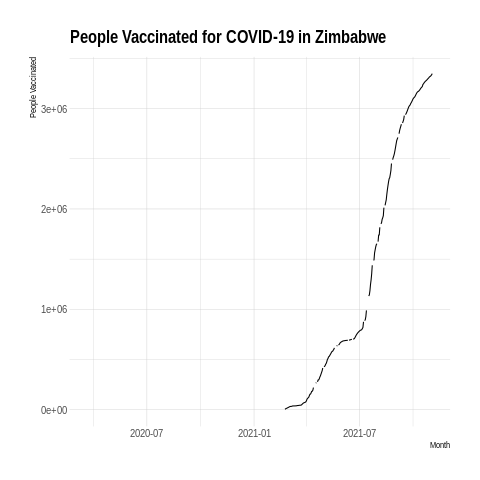 People Vaccinated for COVID-19 in Zimbabwe
People Vaccinated
3e+06
2e+06
1e+06
0e+00
2020-07 2021-01 2021-07
Month